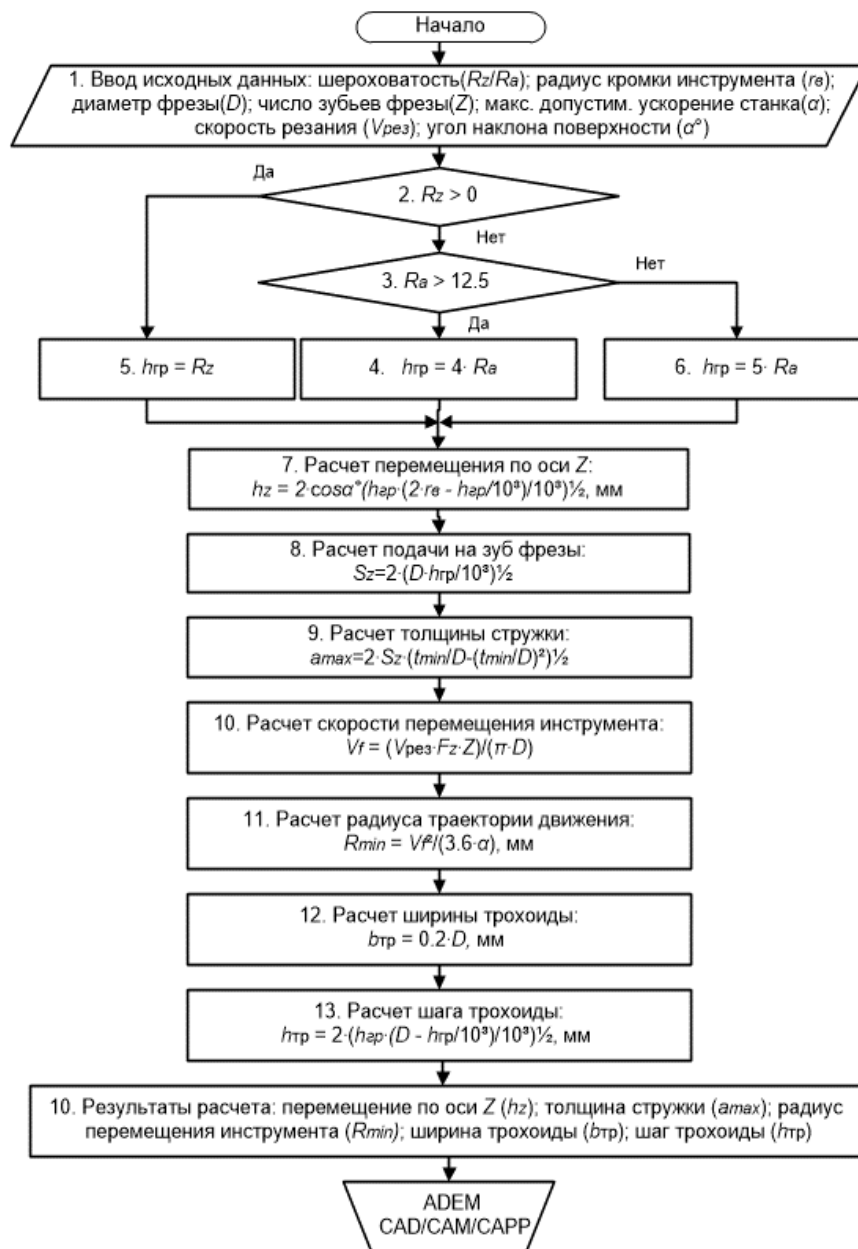 Начало
1. Ввод исходных данных: шероховатость(Rz/Ra); радиус кромки инструмента (rв);
диаметр фрезы(D); число зубьев фрезы(Z); макс. допустим. ускорение станка(α);
скорость резания (Vрез); угол наклона поверхности (α°)
Да
2. Rz > 0
Нет
3. Ra > 12.5
Нет
Да
5. hгр = Rz
4. hгр = 4· Ra
6. hгр = 5· Ra
7. Расчет перемещения по оси Z:
hz = 2·cosα°(hгр·(2·rв - hгр/10³)/10³)½, мм
8. Расчет подачи на зуб фрезы:
Sz=2·(D·hгр/10³)½
9. Расчет толщины стружки:
amax=2·Sz·(tmin/D-(tmin/D)²)½
10. Расчет скорости перемещения инструмента:
Vf = (Vрез·Fz·Z)/(π·D)
11. Расчет радиуса траектории движения:
Rmin = Vf²/(3.6·α), мм
12. Расчет ширины трохоиды:
bтр = 0.2·D, мм
13. Расчет шага трохоиды:
hтр = 2·(hгр·(D - hгр/10³)/10³)½, мм
10. Результаты расчета: перемещение по оси Z (hz); толщина стружки (amax); радиус
перемещения инструмента (Rmin); ширина трохоиды (bтр); шаг трохоиды (hтр)
ADEM
CAD/CAM/CAPP